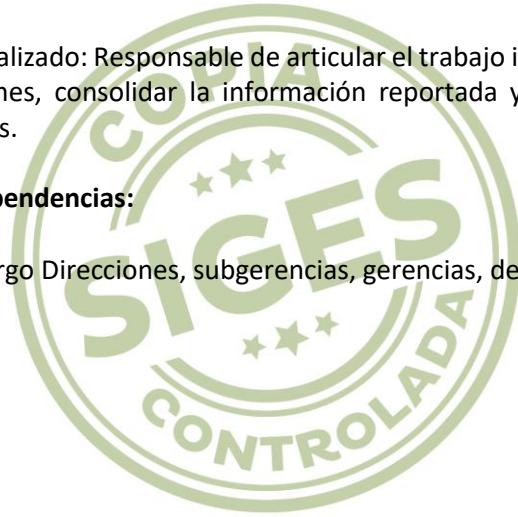 alizado: Responsable de articular el trabajo i
nes, consolidar la información reportada y
s.
pendencias:
rgo Direcciones, subgerencias, gerencias, de
COPIA
SIGES
CONTROLADA